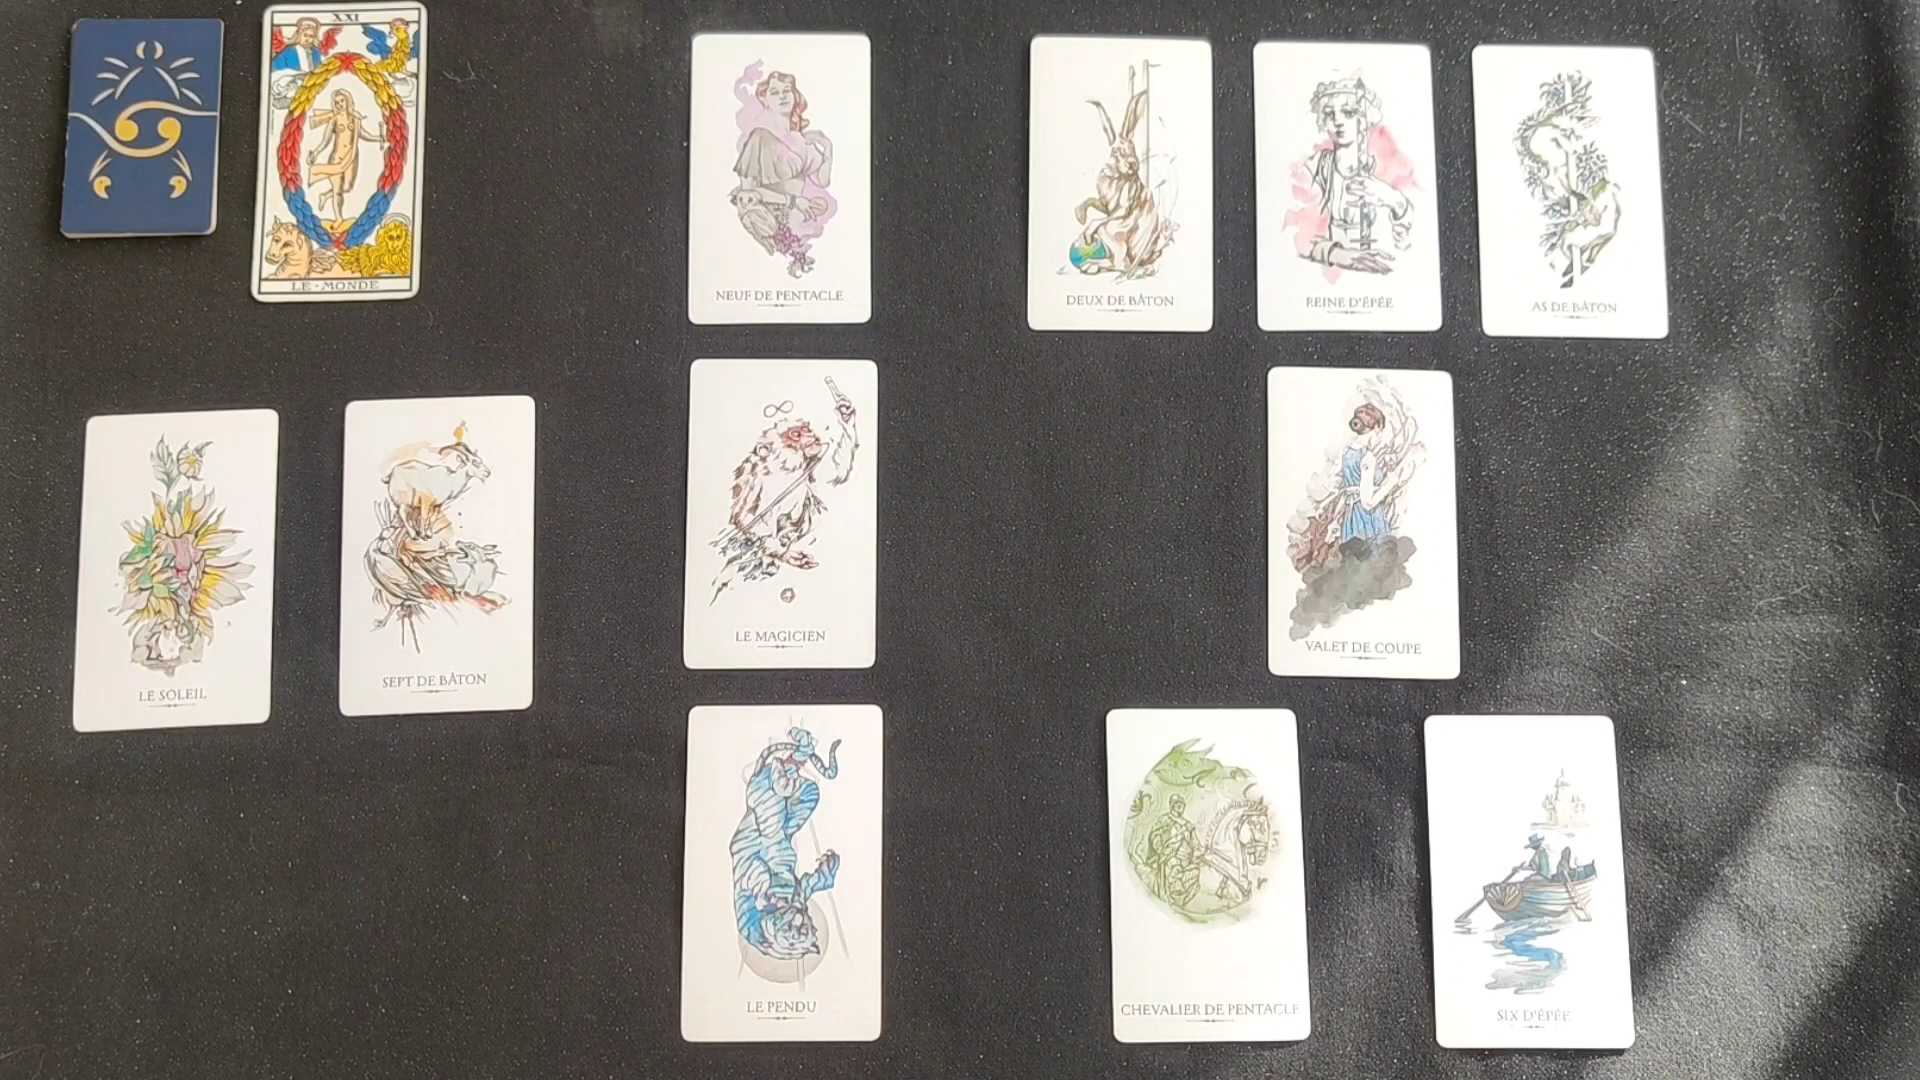 XXI
LE·MONDE
NEUF DE PENTACLE
DEUX DE BÂTON
REINE D'ÉPÉE
AS DE BÂTON
LE SOLEIL
SEPT DE BÂTON
LE MAGICIEN
VALET DE COUPE
LE PENDU
CHEVALIER DE PENTACLE
SIX D'ÉPÉE